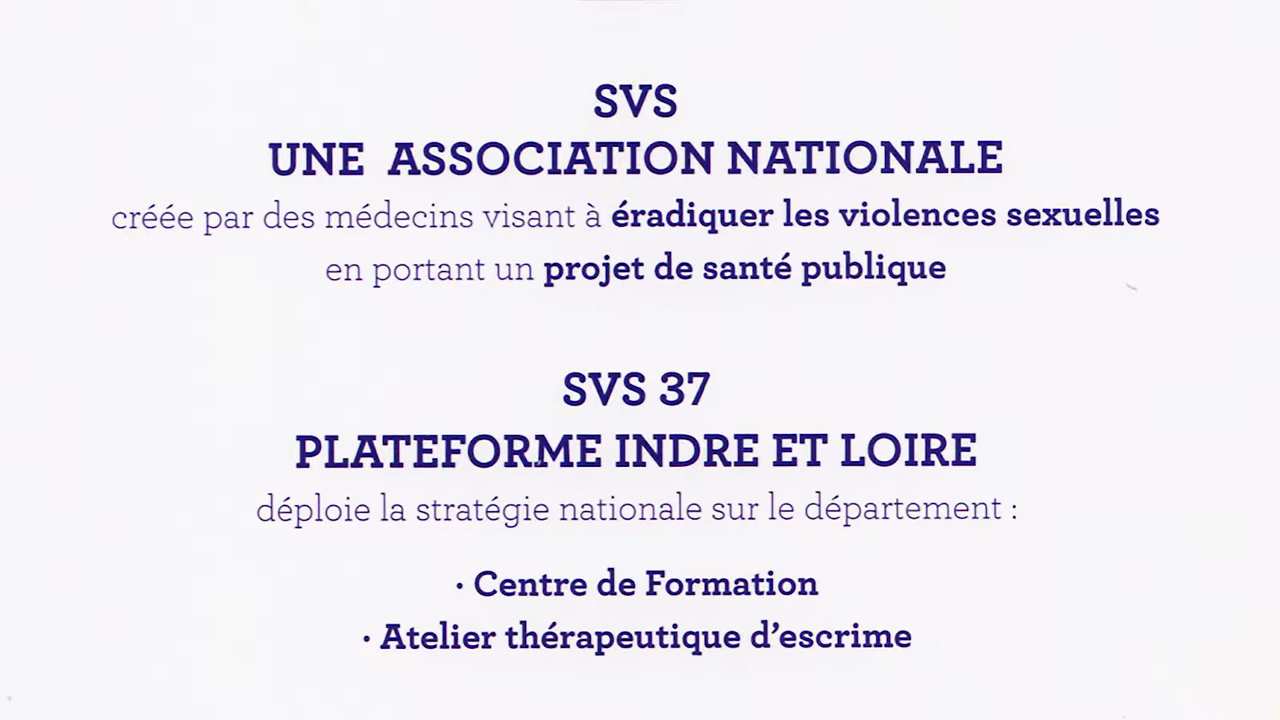 SVS
UNE ASSOCIATION NATIONALE
créée par des médecins visant à éradiquer les violences sexuelles
en portant un projet de santé publique
SVS 37
PLATEFORME INDRE ET LOIRE
déploie la stratégie nationale sur le département :
· Centre de Formation
· Atelier thérapeutique d’escrime